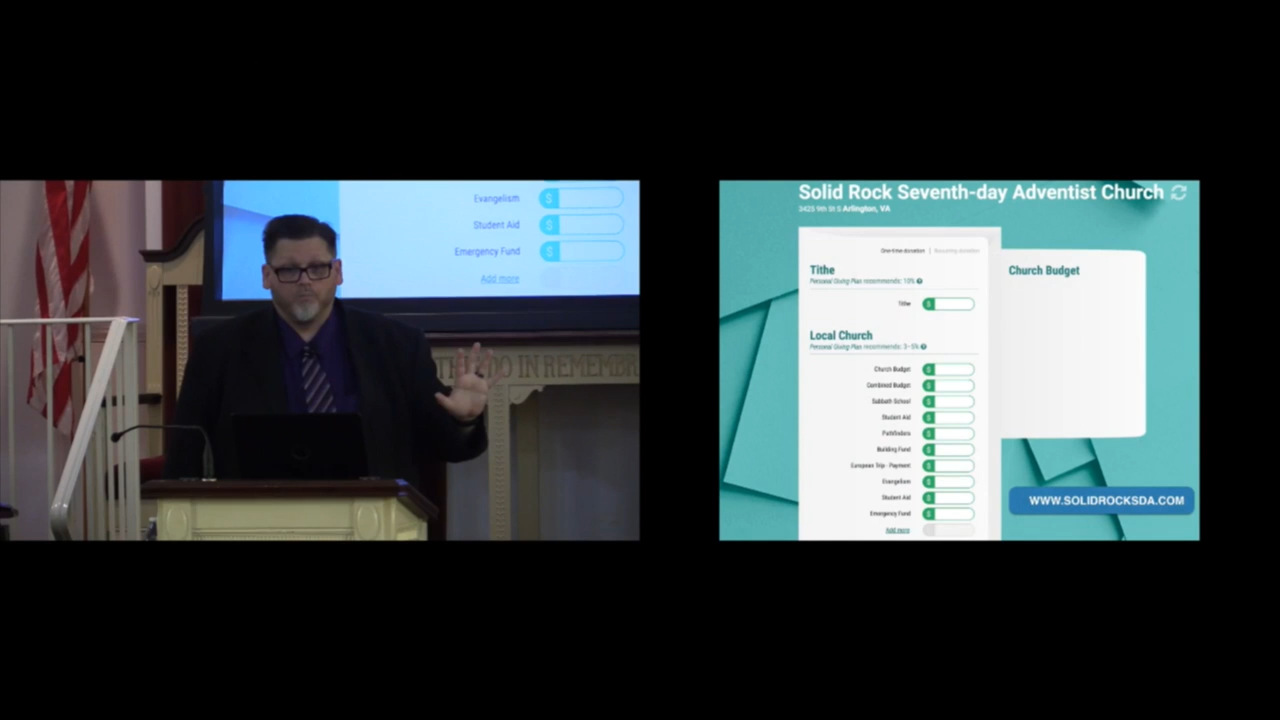 Evangelism $
Student Aid $
Emergency Fund $
Add more
THIS DO IN REMEMBR
Solid Rock Seventh-day Adventist Church
3425 9th St S Arlington, VA
One-time donation | Recurring donation
Tithe
Personal Giving Plan recommends: 10% ?
Tithe $
Church Budget
Local Church
Personal Giving Plan recommends: 3-5% ?
Church Budget $
Combined Budget $
Sabbath School $
Student Aid $
Pathfinders $
Building Fund $
European Trip - Payment $
Evangelism $
Student Aid $
Emergency Fund $
Add more
WWW.SOLIDROCKSDA.COM